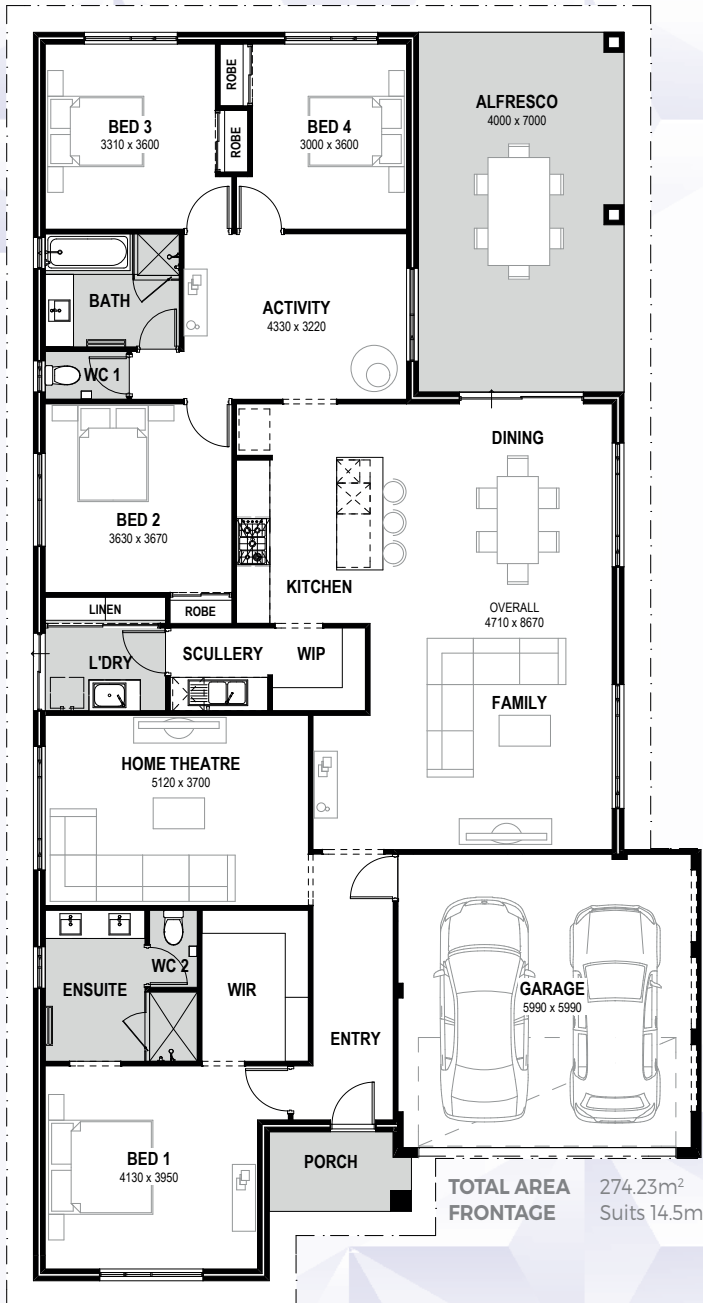 ALFRESCO
4000 x 7000
ROBE
BED 3
3310 x 3600
ROBE
BED 4
3000 x 3600
BATH
ACTIVITY
4330 x 3220
WC 1
DINING
BED 2
3630 x 3670
KITCHEN
LINEN
ROBE
OVERALL
4710 x 8670
L'DRY
SCULLERY
WIP
FAMILY
HOME THEATRE
5120 x 3700
WC 2
ENSUITE
WIR
GARAGE
5990 x 5990
ENTRY
BED 1
4130 x 3950
PORCH
TOTAL AREA 274.23m²
FRONTAGE Suits 14.5m